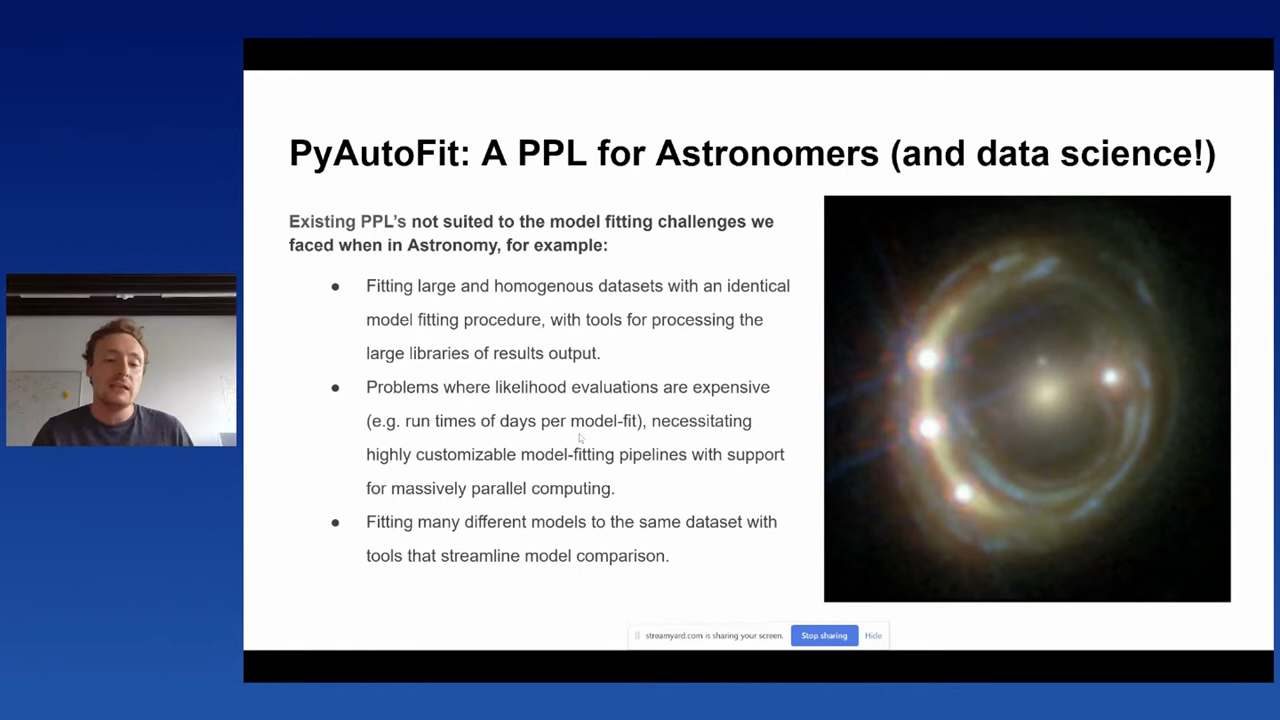 PyAutoFit: A PPL for Astronomers (and data science!)
Existing PPL's not suited to the model fitting challenges we
faced when in Astronomy, for example:
● Fitting large and homogenous datasets with an identical
model fitting procedure, with tools for processing the
large libraries of results output.
● Problems where likelihood evaluations are expensive
(e.g. run times of days per model-fit), necessitating
highly customizable model-fitting pipelines with support
for massively parallel computing.
● Fitting many different models to the same dataset with
tools that streamline model comparison.
streamyard.com is sharing your screen. Stop sharing Hide